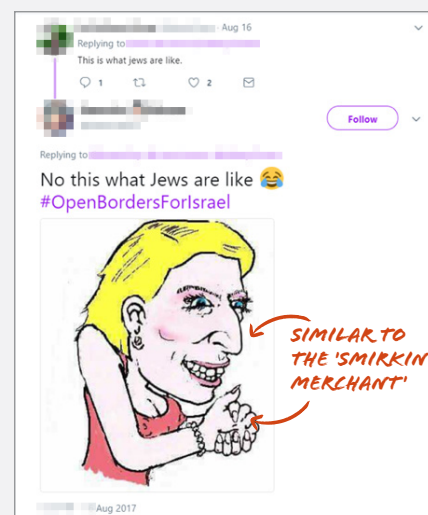 Aug 16
Replying to
This is what jews are like.
1 2
Follow
Replying to
No this what Jews are like 😂
#OpenBordersForIsrael
SIMILAR TO
THE 'SMIRKIN
MERCHANT'
Aug 2017